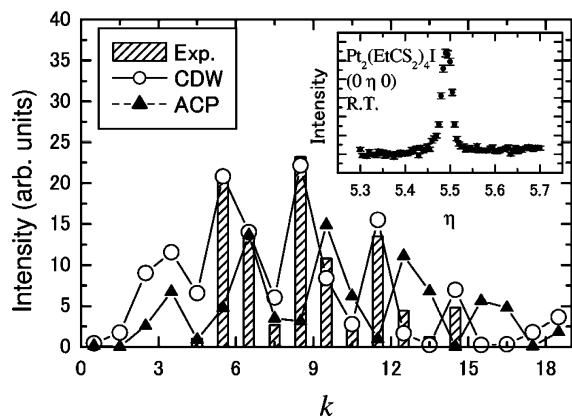 40
35
30
25
20
15
10
5
0
Intensity (arb. units)
Exp.
CDW
ACP
Intensity
Pt₂(EtCS₂)₄I
(0 η 0)
R.T.
5.3 5.4 5.5 5.6 5.7
η
0 3 6 9 12 15 18
k